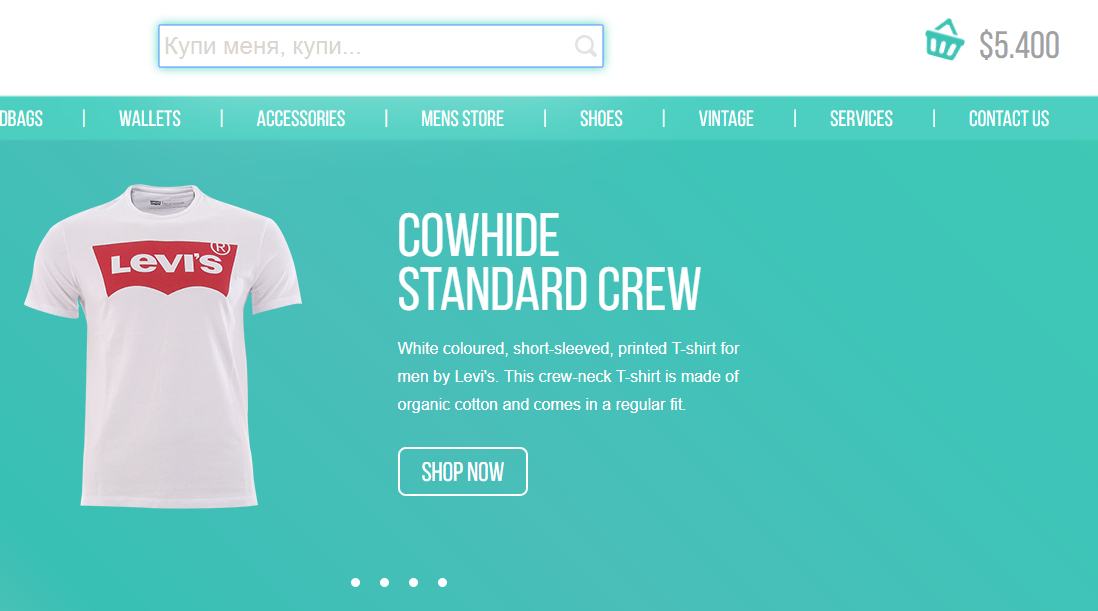 Купи меня, купи...
$5.400
DBAGS | WALLETS | ACCESSORIES | MENS STORE | SHOES | VINTAGE | SERVICES | CONTACT US
LEVI'S ®
COWHIDE
STANDARD CREW
White coloured, short-sleeved, printed T-shirt for
men by Levi's. This crew-neck T-shirt is made of
organic cotton and comes in a regular fit.
SHOP NOW